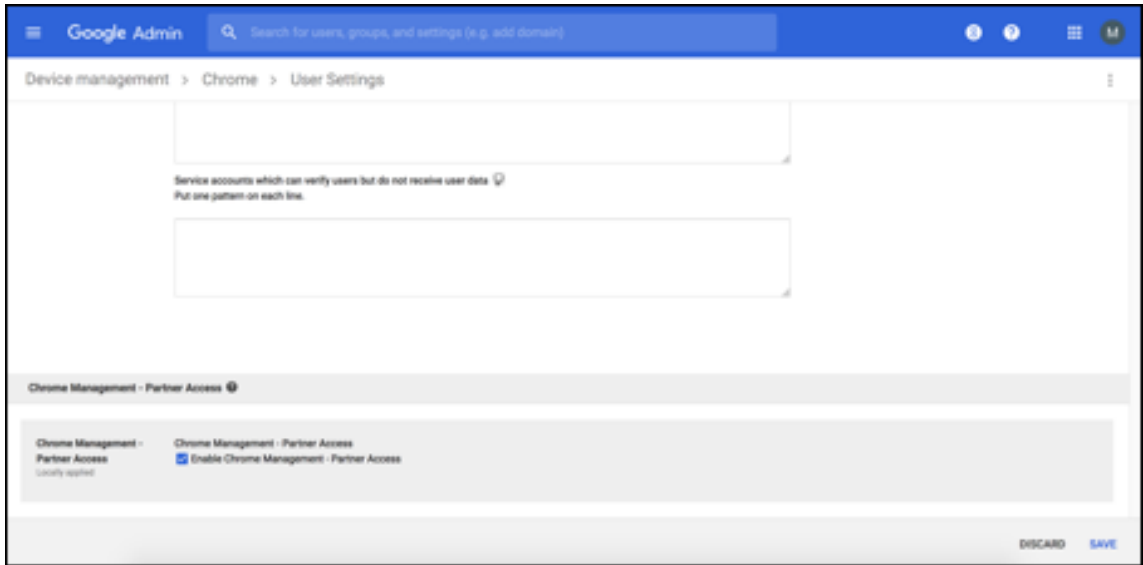 Google Admin
Search for users, groups, and settings (e.g. add domain)
M
Device management > Chrome > User Settings
Service accounts which can verify users but do not receive user data
Put one pattern on each line.
Chrome Management - Partner Access
Chrome Management -
Partner Access
Locally applied
Chrome Management - Partner Access
Enable Chrome Management - Partner Access
DISCARD SAVE